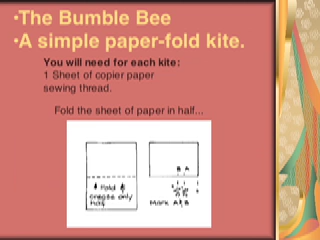 •The Bumble Bee
•A simple paper-fold kite.
You will need for each kite:
1 Sheet of copier paper
sewing thread.
Fold the sheet of paper in half...
B A
Fold &
crease only
half
Mark A & B